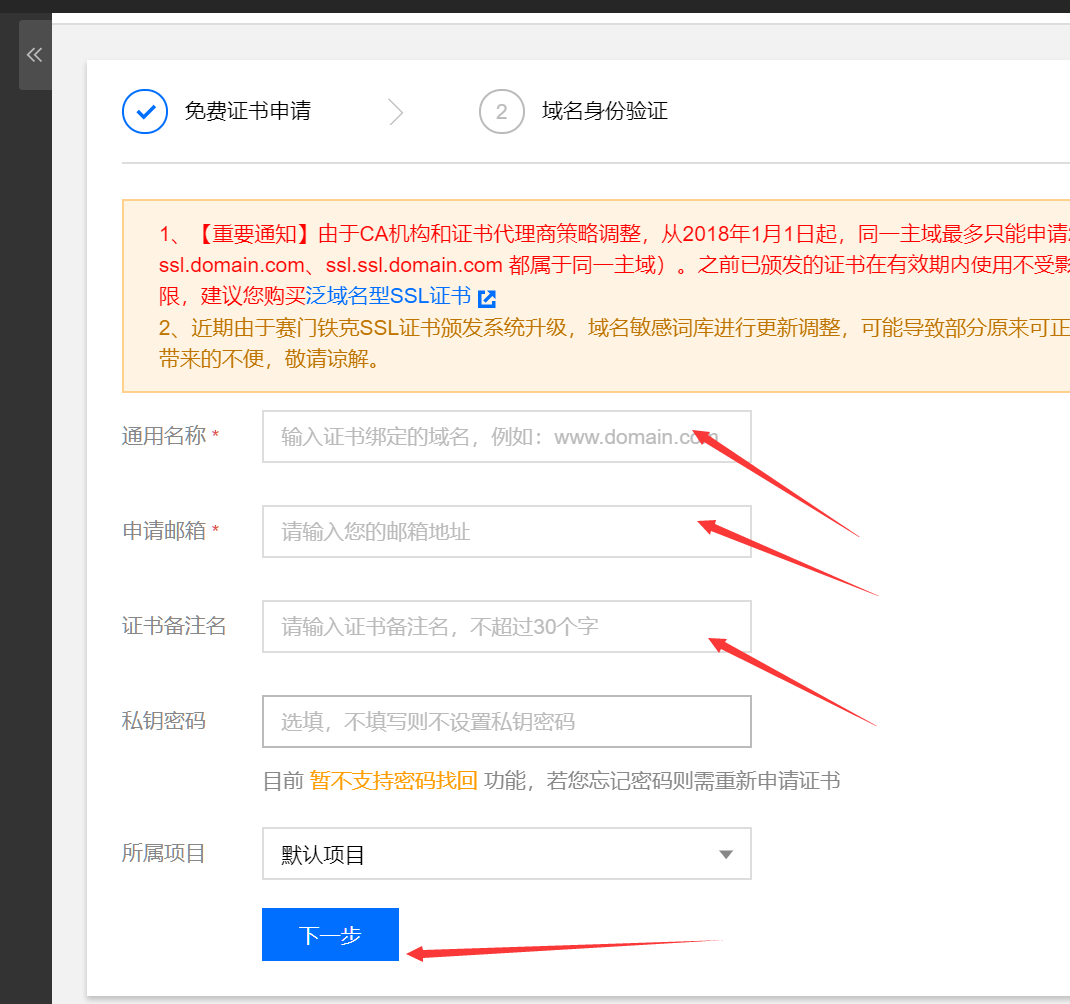 免费证书申请
2
域名身份验证
1、【重要通知】由于CA机构和证书代理商策略调整，从2018年1月1日起，同一主域最多只能申请
ssl.domain.com、ssl.ssl.domain.com 都属于同一主域）。之前已颁发的证书在有效期内使用不受影
限，建议您购买泛域名型SSL证书
2、近期由于赛门铁克SSL证书颁发系统升级，域名敏感词库进行更新调整，可能导致部分原来可正
带来的不便，敬请谅解。
通用名称 *
输入证书绑定的域名，例如：www.domain.com
申请邮箱 *
请输入您的邮箱地址
证书备注名
请输入证书备注名，不超过30个字
私钥密码
选填，不填写则不设置私钥密码
目前 暂不支持密码找回 功能，若您忘记密码则需重新申请证书
所属项目
默认项目
下一步